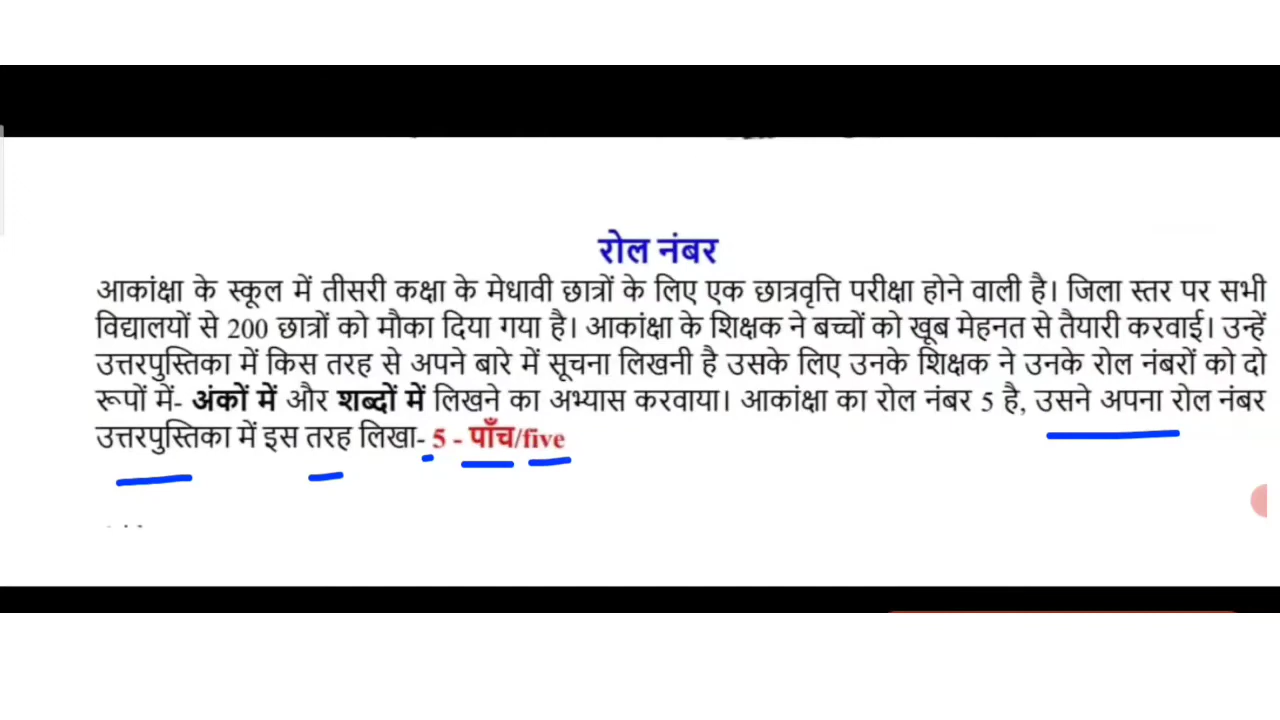 रोल नंबर
आकांक्षा के स्कूल में तीसरी कक्षा के मेधावी छात्रों के लिए एक छात्रवृत्ति परीक्षा होने वाली है। जिला स्तर पर सभी
विद्यालयों से 200 छात्रों को मौका दिया गया है। आकांक्षा के शिक्षक ने बच्चों को खूब मेहनत से तैयारी करवाई। उन्हें
उत्तरपुस्तिका में किस तरह से अपने बारे में सूचना लिखनी है उसके लिए उनके शिक्षक ने उनके रोल नंबरों को दो
रूपों में- अंकों में और शब्दों में लिखने का अभ्यास करवाया। आकांक्षा का रोल नंबर 5 है, उसने अपना रोल नंबर
उत्तरपुस्तिका में इस तरह लिखा- 5 - पाँच/five